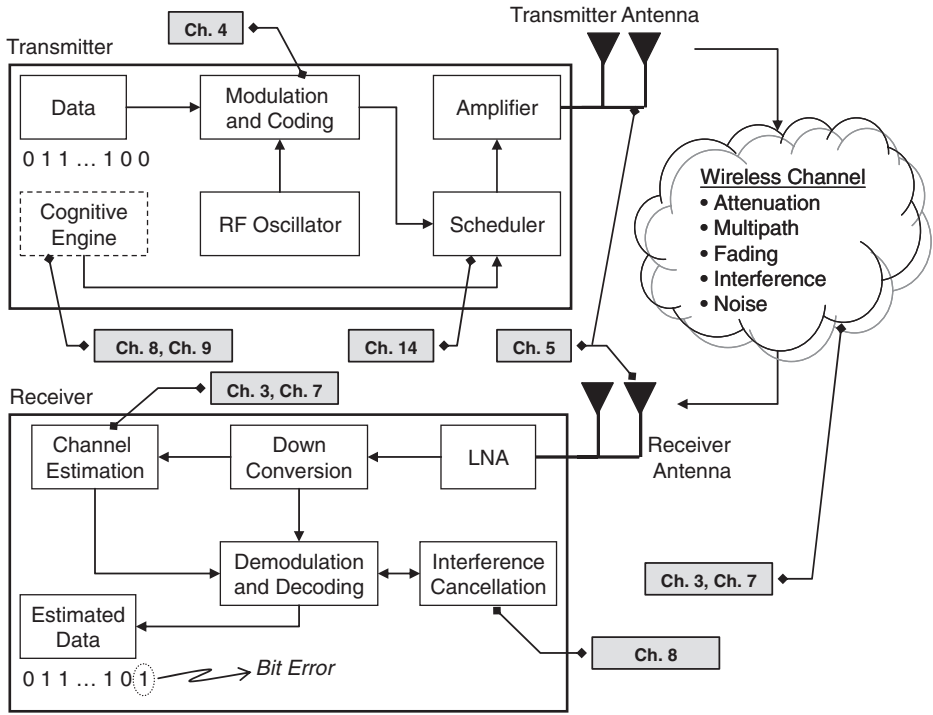 Ch. 4
Transmitter Antenna
Transmitter
Data
Modulation
and Coding
Amplifier
0 1 1 ... 1 0 0
Cognitive
Engine
RF Oscillator
Scheduler
Wireless Channel
• Attenuation
• Multipath
• Fading
• Interference
• Noise
Ch. 8, Ch. 9
Ch. 14
Ch. 5
Ch. 3, Ch. 7
Receiver
Channel
Estimation
Down
Conversion
LNA
Receiver
Antenna
Demodulation
and Decoding
Interference
Cancellation
Ch. 3, Ch. 7
Estimated
Data
0 1 1 ... 1 0 1
Bit Error
Ch. 8